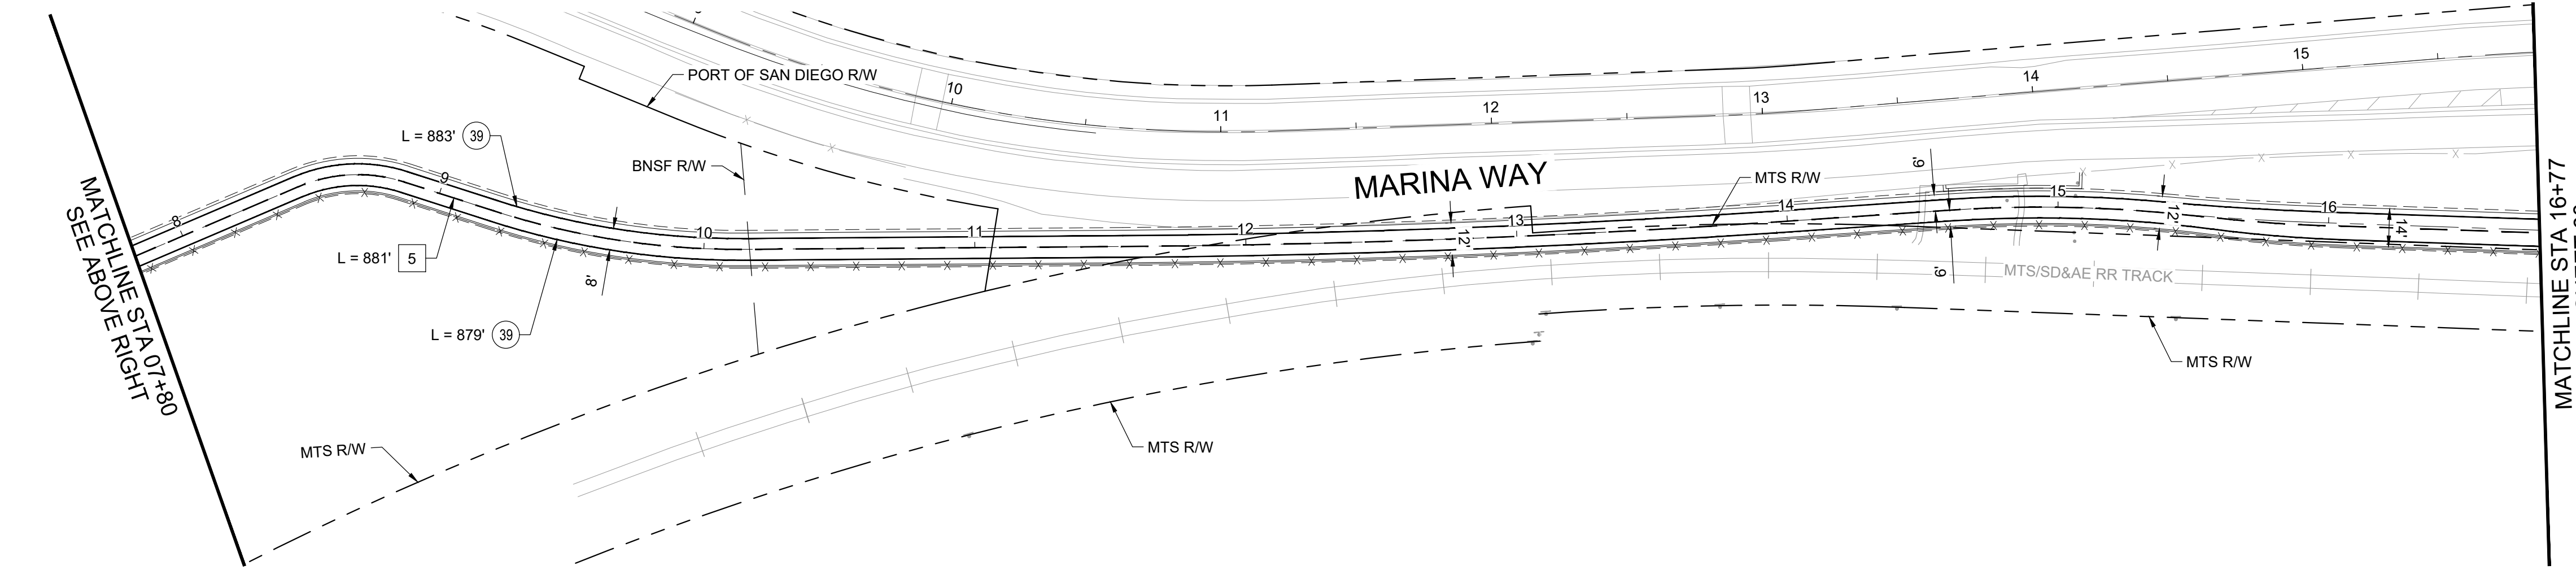 PORT OF SAN DIEGO R/W
10
11
12
13
14
15
L = 883' 39
BNSF R/W
MARINA WAY
MTS R/W
6'
8
9
10
11
12
13
14
15
16
12'
12'
14'
L = 881' 5
8'
6'
MTS/SD&AE RR TRACK
L = 879' 39
MTS R/W
MTS R/W
MTS R/W
MATCHLINE STA 07+80
SEE ABOVE RIGHT
MATCHLINE STA 16+77